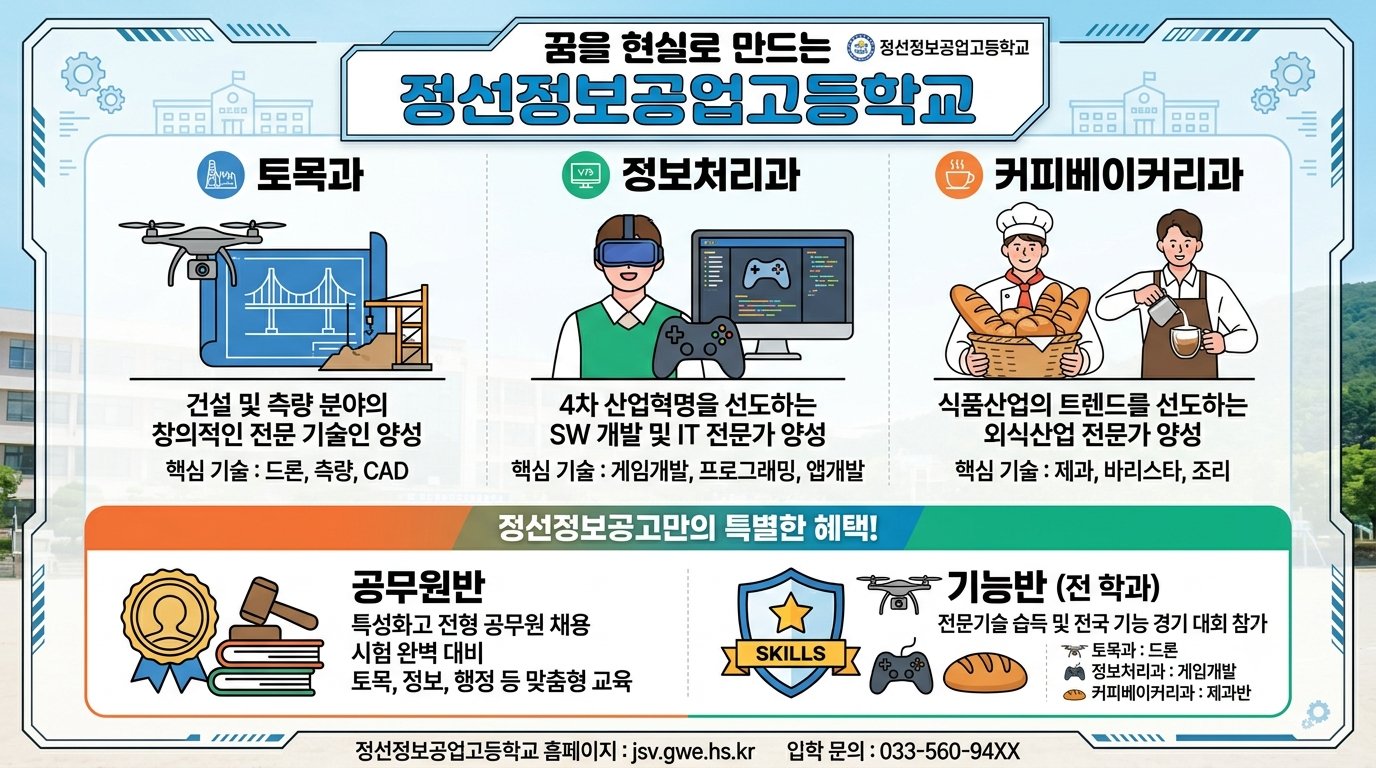 꿈을 현실로 만드는
정선정보공업고등학교
정선정보공업고등학교
토목과
건설 및 측량 분야의
창의적인 전문 기술인 양성
핵심 기술 : 드론, 측량, CAD
정보처리과
4차 산업혁명을 선도하는
SW 개발 및 IT 전문가 양성
핵심 기술 : 게임개발, 프로그래밍, 앱개발
커피베이커리과
식품산업의 트렌드를 선도하는
외식산업 전문가 양성
핵심 기술 : 제과, 바리스타, 조리
정선정보공고만의 특별한 혜택!
공무원반
특성화고 전형 공무원 채용
시험 완벽 대비
토목, 정보, 행정 등 맞춤형 교육
SKILLS
기능반 (전 학과)
전문기술 습득 및 전국 기능 경기 대회 참가
토목과 : 드론
정보처리과 : 게임개발
커피베이커리과 : 제과반
정선정보공업고등학교 홈페이지 : jsv.gwe.hs.kr 입학 문의 : 033-560-94XX